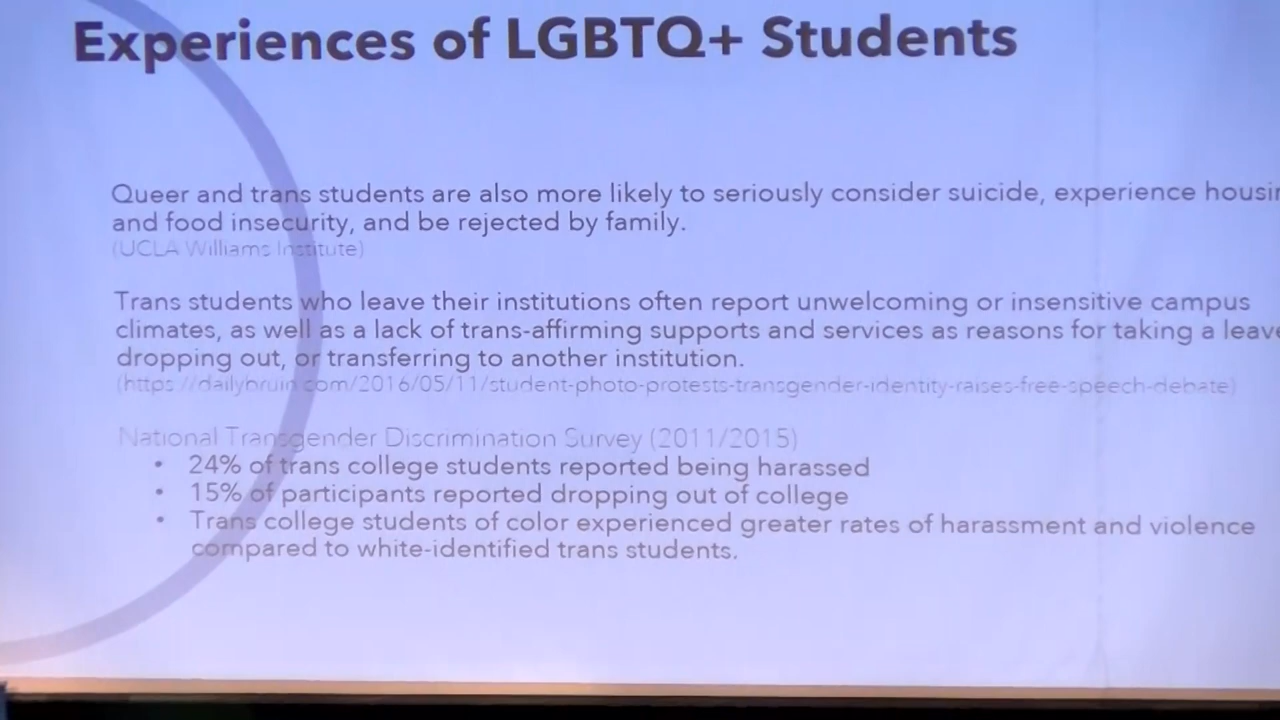 Experiences of LGBTQ+ Students
Queer and trans students are also more likely to seriously consider suicide, experience
and food insecurity, and be rejected by family.
(UCLA Williams Institute)
Trans students who leave their institutions often report unwelcoming or insensitive campus
climates, as well as a lack of trans-affirming supports and services as reasons for taking a
dropping out, or transferring to another institution.
(https://dailybruin.com/2016/05/11/student-photo-protests-transgender-identity-raises-free-speech-debate)
National Transgender Discrimination Survey (2011/2015)
• 24% of trans college students reported being harassed
• 15% of participants reported dropping out of college
• Trans college students of color experienced greater rates of harassment and violence
compared to white-identified trans students.